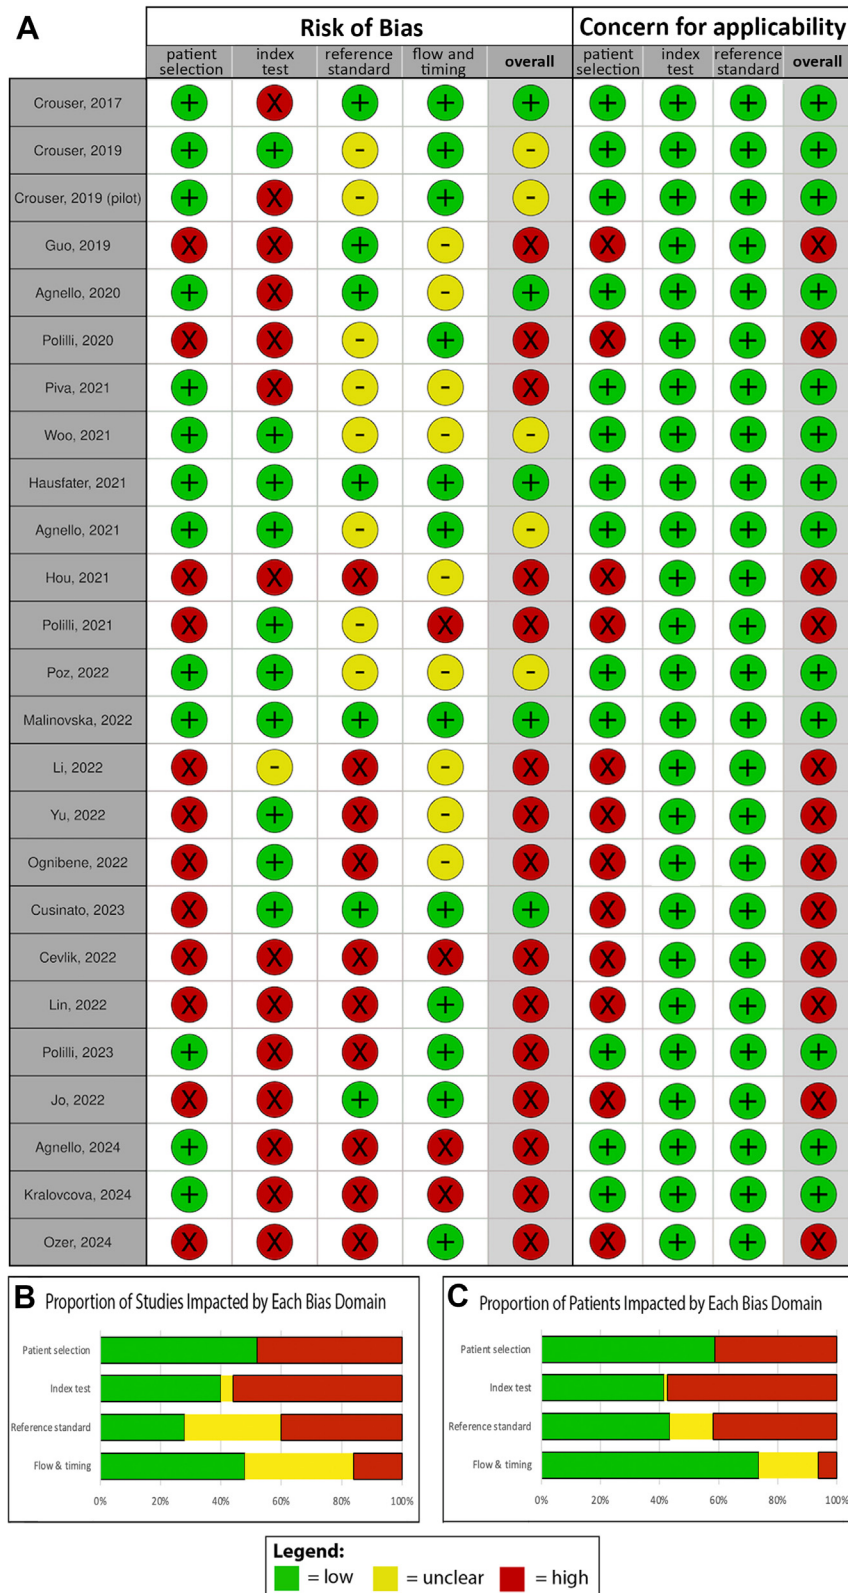 A
Risk of Bias
Concern for applicability
patient selection
index test
reference standard
flow and timing
overall
patient selection
index test
reference standard
overall
Crouser, 2017 + X + + + + + + +
Crouser, 2019 + + - + - + + + +
Crouser, 2019 (pilot) + X - + - + + + +
Guo, 2019 X X + - X X + + X
Agnello, 2020 + X + - + + + + +
Polilli, 2020 X X - + X X + + X
Piva, 2021 + X - - X + + + +
Woo, 2021 + + - - - + + + +
Hausfater, 2021 + + + + + + + + +
Agnello, 2021 + + - + - + + + +
Hou, 2021 X X X - X X + + X
Polilli, 2021 X + - X X X + + X
Poz, 2022 + + - - - + + + +
Malinovska, 2022 + + + + + + + + +
Li, 2022 X - X - X X + + X
Yu, 2022 X + X - X X + + X
Ognibene, 2022 X + X - X X + + X
Cusinato, 2023 X + + + + X + + X
Cevlik, 2022 X X X X X X + + X
Lin, 2022 X X X + X X + + X
Polilli, 2023 + X X + X + + + +
Jo, 2022 X X + + X X + + X
Agnello, 2024 + X X X X + + + +
Kralovcova, 2024 + X X X X + + + +
Ozer, 2024 X X X + X X + + X
B Proportion of Studies Impacted by Each Bias Domain
Patient selection
Index test
Reference standard
Flow & timing
0% 20% 40% 60% 80% 100%
C Proportion of Patients Impacted by Each Bias Domain
Patient selection
Index test
Reference standard
Flow & timing
0% 20% 40% 60% 80% 100%
Legend:
= low = unclear = high